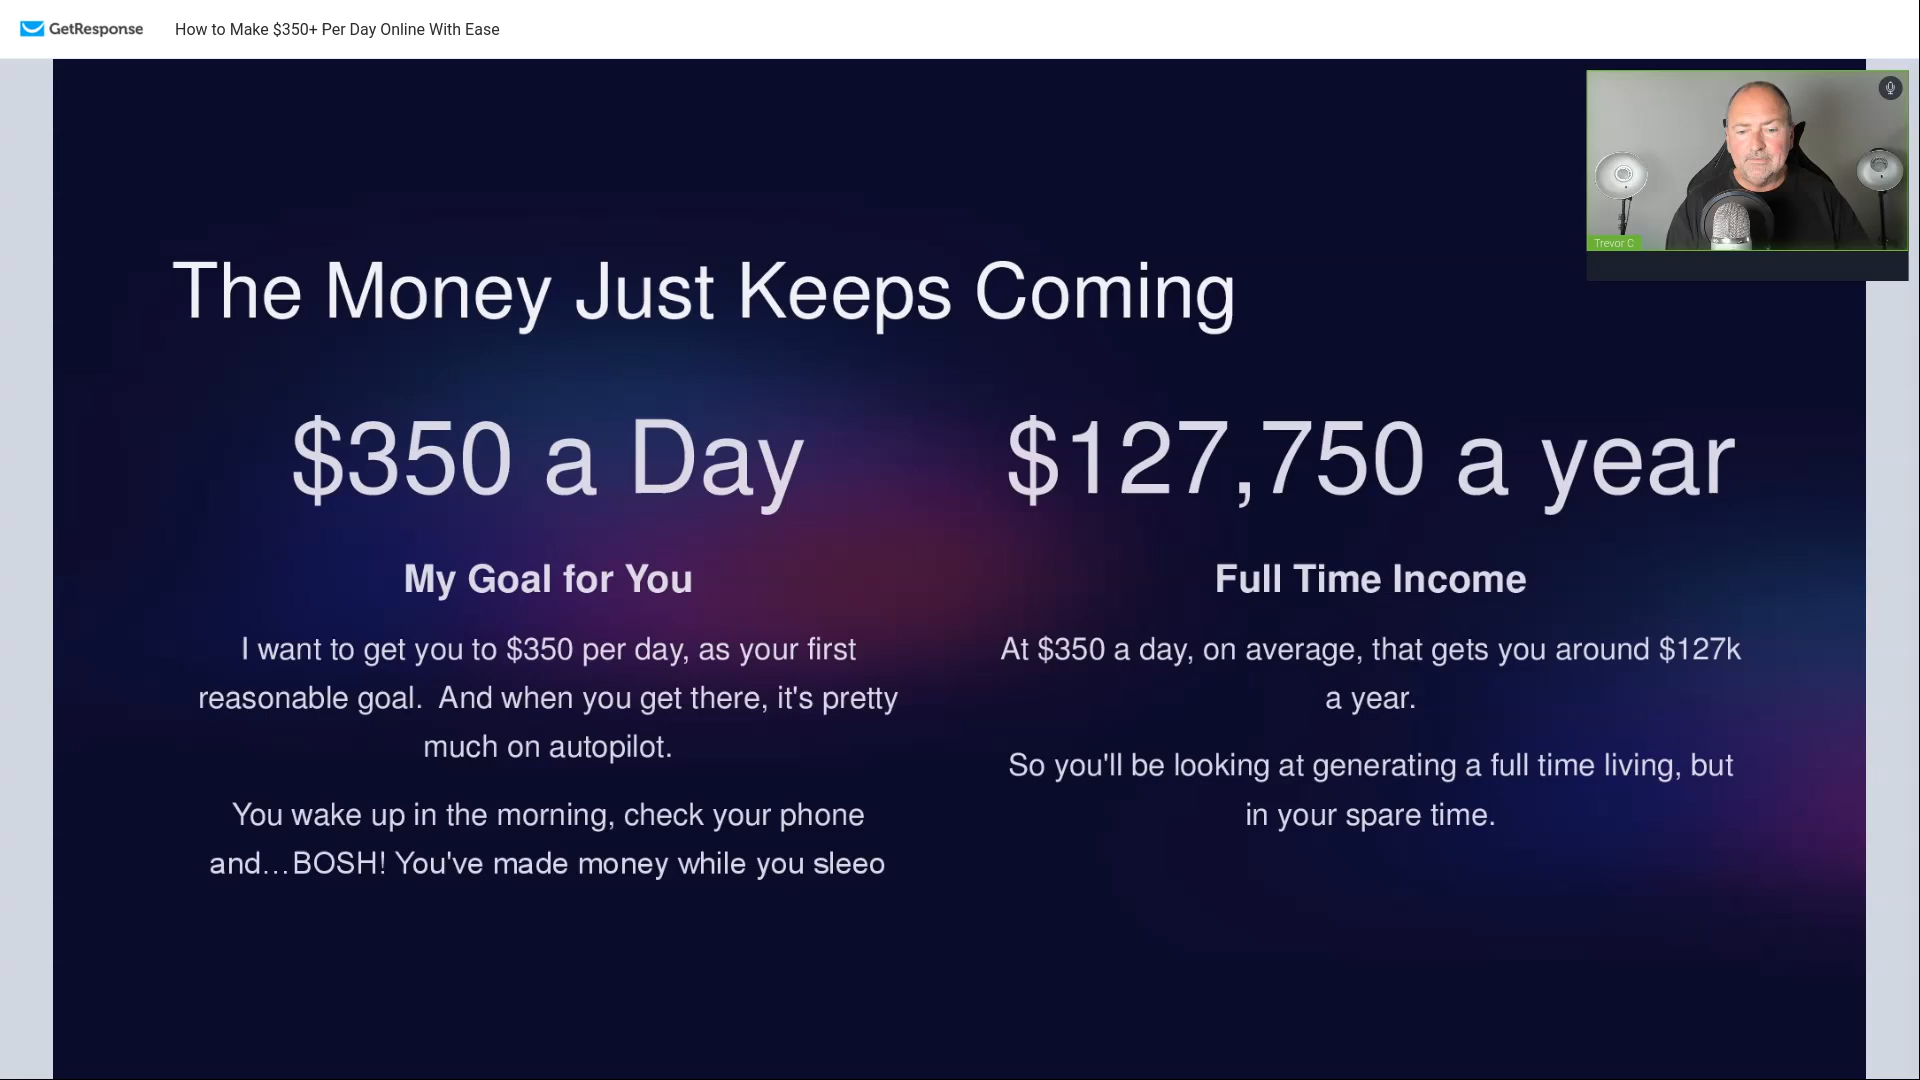 GetResponse
How to Make $350+ Per Day Online With Ease
Trevor C
The Money Just Keeps Coming
$350 a Day
My Goal for You
I want to get you to $350 per day, as your first
reasonable goal.  And when you get there, it's pretty
much on autopilot.
You wake up in the morning, check your phone
and…BOSH! You've made money while you sleeo
$127,750 a year
Full Time Income
At $350 a day, on average, that gets you around $127k
a year.
So you'll be looking at generating a full time living, but
in your spare time.